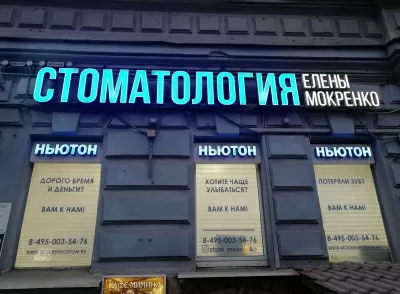 СТОМАТОЛОГИЯ
ЕЛЕНЫ
МОКРЕНКО
НЬЮТОН
ДОРОГО ВРЕМЯ
И ДЕНЬГИ?
ВАМ К НАМ!
8-495-003-54-76
НЬЮТОН
ХОТИТЕ ЧАЩЕ
УЛЫБАТЬСЯ?
ВАМ К НАМ!
8-495-003-54-76
НЬЮТОН
ПОТЕРЯЛИ ЗУБ?
ВАМ К НАМ!
8-495-003-54-76